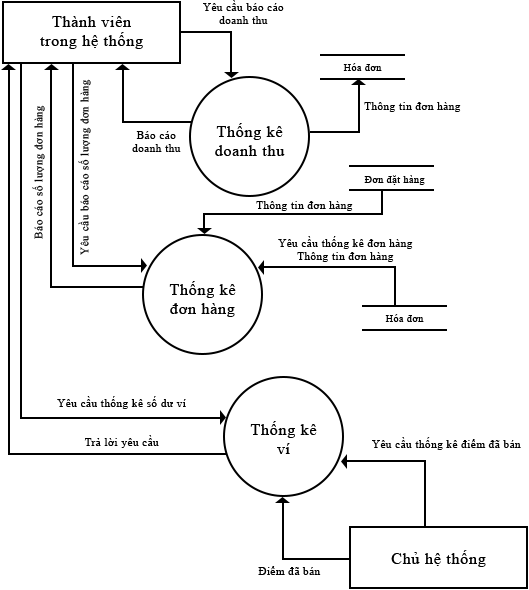 Thành viên
trong hệ thống
Yêu cầu báo cáo
doanh thu
Hóa đơn
Thông tin đơn hàng
Thống kê
doanh thu
Báo cáo
doanh thu
Báo cáo số lượng đơn hàng
Yêu cầu báo cáo số lượng đơn hàng
Đơn đặt hàng
Thông tin đơn hàng
Yêu cầu thống kê đơn hàng
Thông tin đơn hàng
Thống kê
đơn hàng
Hóa đơn
Yêu cầu thống kê số dư ví
Thống kê
ví
Trả lời yêu cầu
Yêu cầu thống kê điểm đã bán
Chủ hệ thống
Điểm đã bán